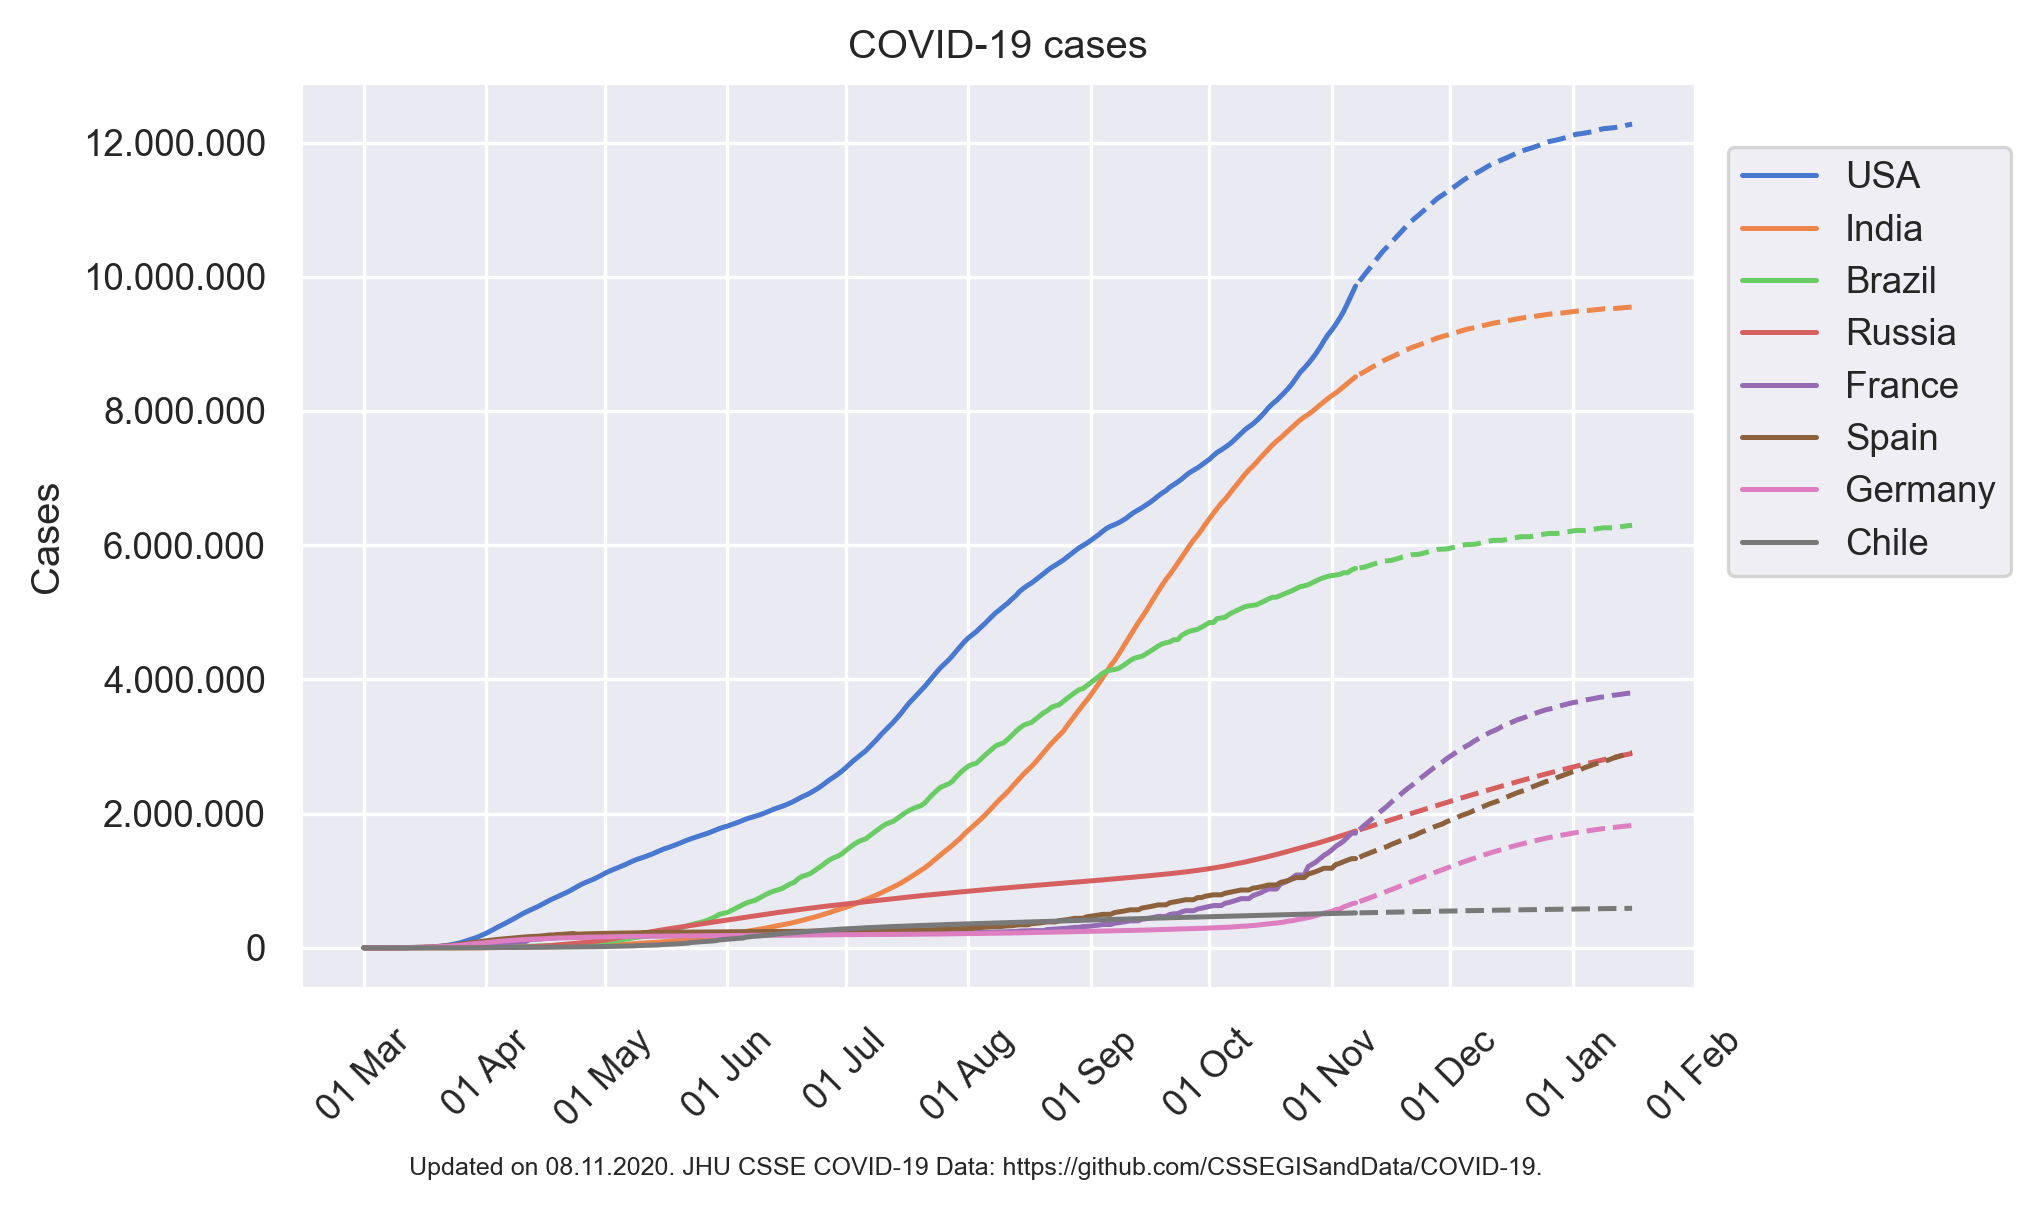 COVID-19 cases
12.000.000
10.000.000
8.000.000
6.000.000
4.000.000
2.000.000
0
Cases
01 Mar
01 Apr
01 May
01 Jun
01 Jul
01 Aug
01 Sep
01 Oct
01 Nov
01 Dec
01 Jan
01 Feb
USA
India
Brazil
Russia
France
Spain
Germany
Chile
Updated on 08.11.2020. JHU CSSE COVID-19 Data: https://github.com/CSSEGISandData/COVID-19.